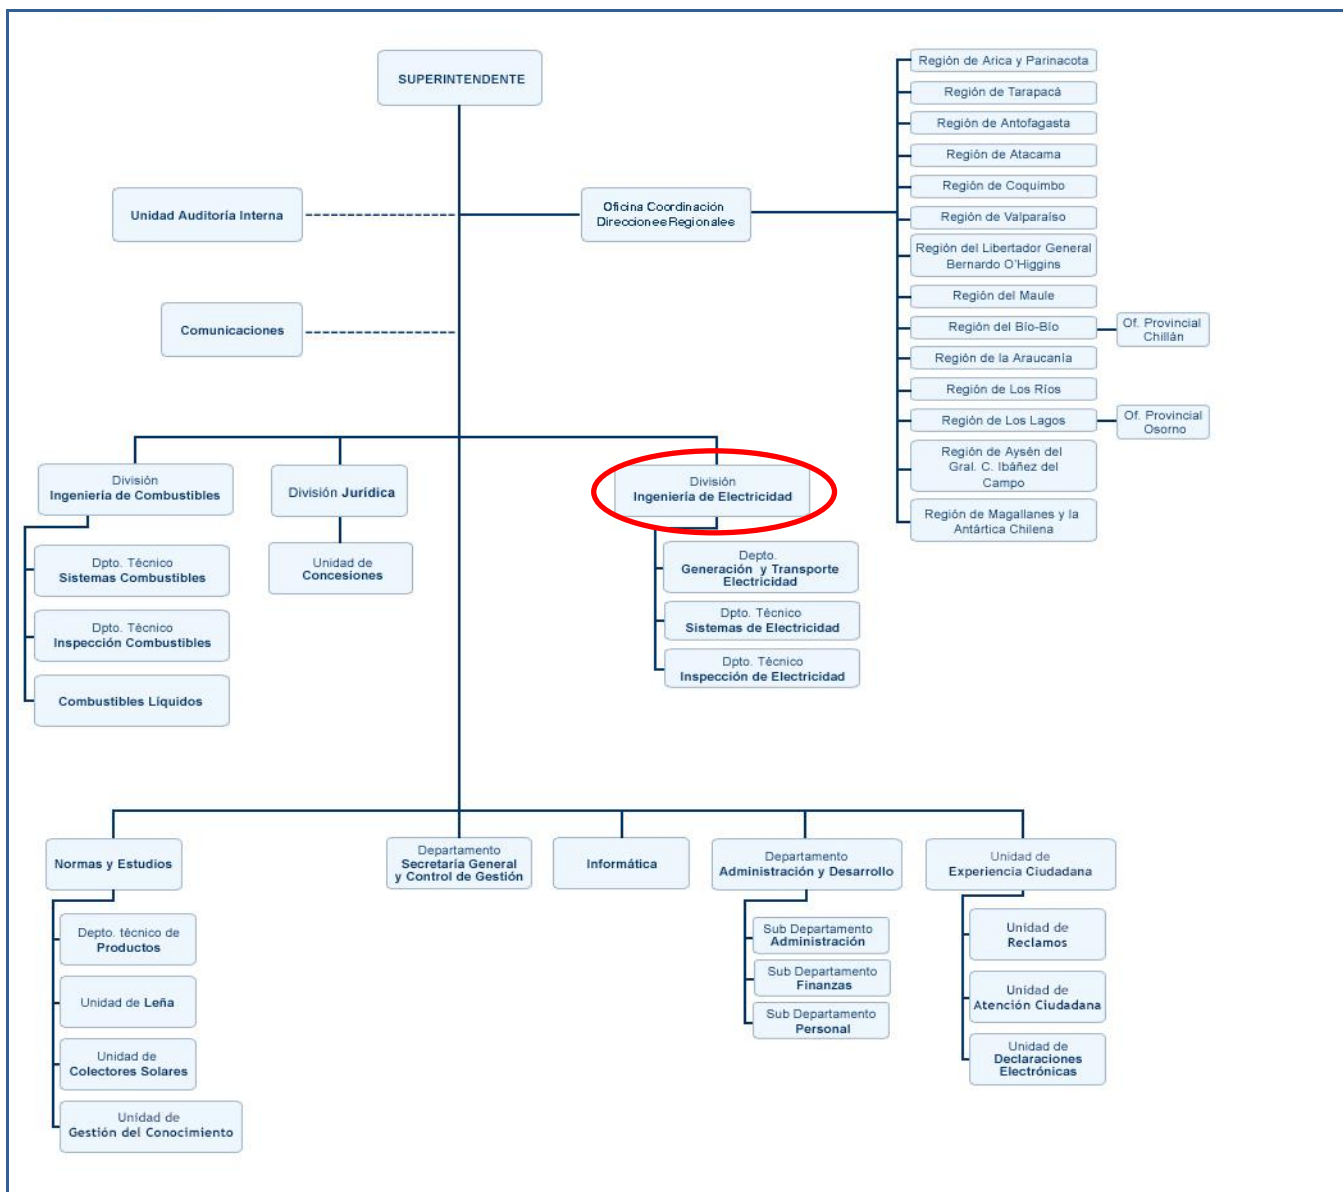 SUPERINTENDENTE
Unidad Auditoría Interna
Comunicaciones
Oficina Coordinación
Direccionee Regionalee
Región de Arica y Parinacota
Región de Tarapacá
Región de Antofagasta
Región de Atacama
Región de Coquimbo
Región de Valparaíso
Región del Libertador General
Bernardo O'Higgins
Región del Maule
Región del Bío-Bío
Of. Provincial
Chillán
Región de la Araucanía
Región de Los Ríos
Región de Los Lagos
Of. Provincial
Osorno
Región de Aysén del
Gral. C. Ibáñez del
Campo
Región de Magallanes y la
Antártica Chilena
División
Ingeniería de Combustibles
Dpto. Técnico
Sistemas Combustibles
Dpto. Técnico
Inspección Combustibles
Combustibles Líquidos
División Jurídica
Unidad de
Concesiones
División
Ingeniería de Electricidad
Depto.
Generación y Transporte
Electricidad
Dpto. Técnico
Sistemas de Electricidad
Dpto. Técnico
Inspección de Electricidad
Normas y Estudios
Depto. técnico de
Productos
Unidad de Leña
Unidad de
Colectores Solares
Unidad de
Gestión del Conocimiento
Departamento
Secretaría General
y Control de Gestión
Informática
Departamento
Administración y Desarrollo
Sub Departamento
Administración
Sub Departamento
Finanzas
Sub Departamento
Personal
Unidad de
Experiencia Ciudadana
Unidad de
Reclamos
Unidad de
Atención Ciudadana
Unidad de
Declaraciones
Electrónicas